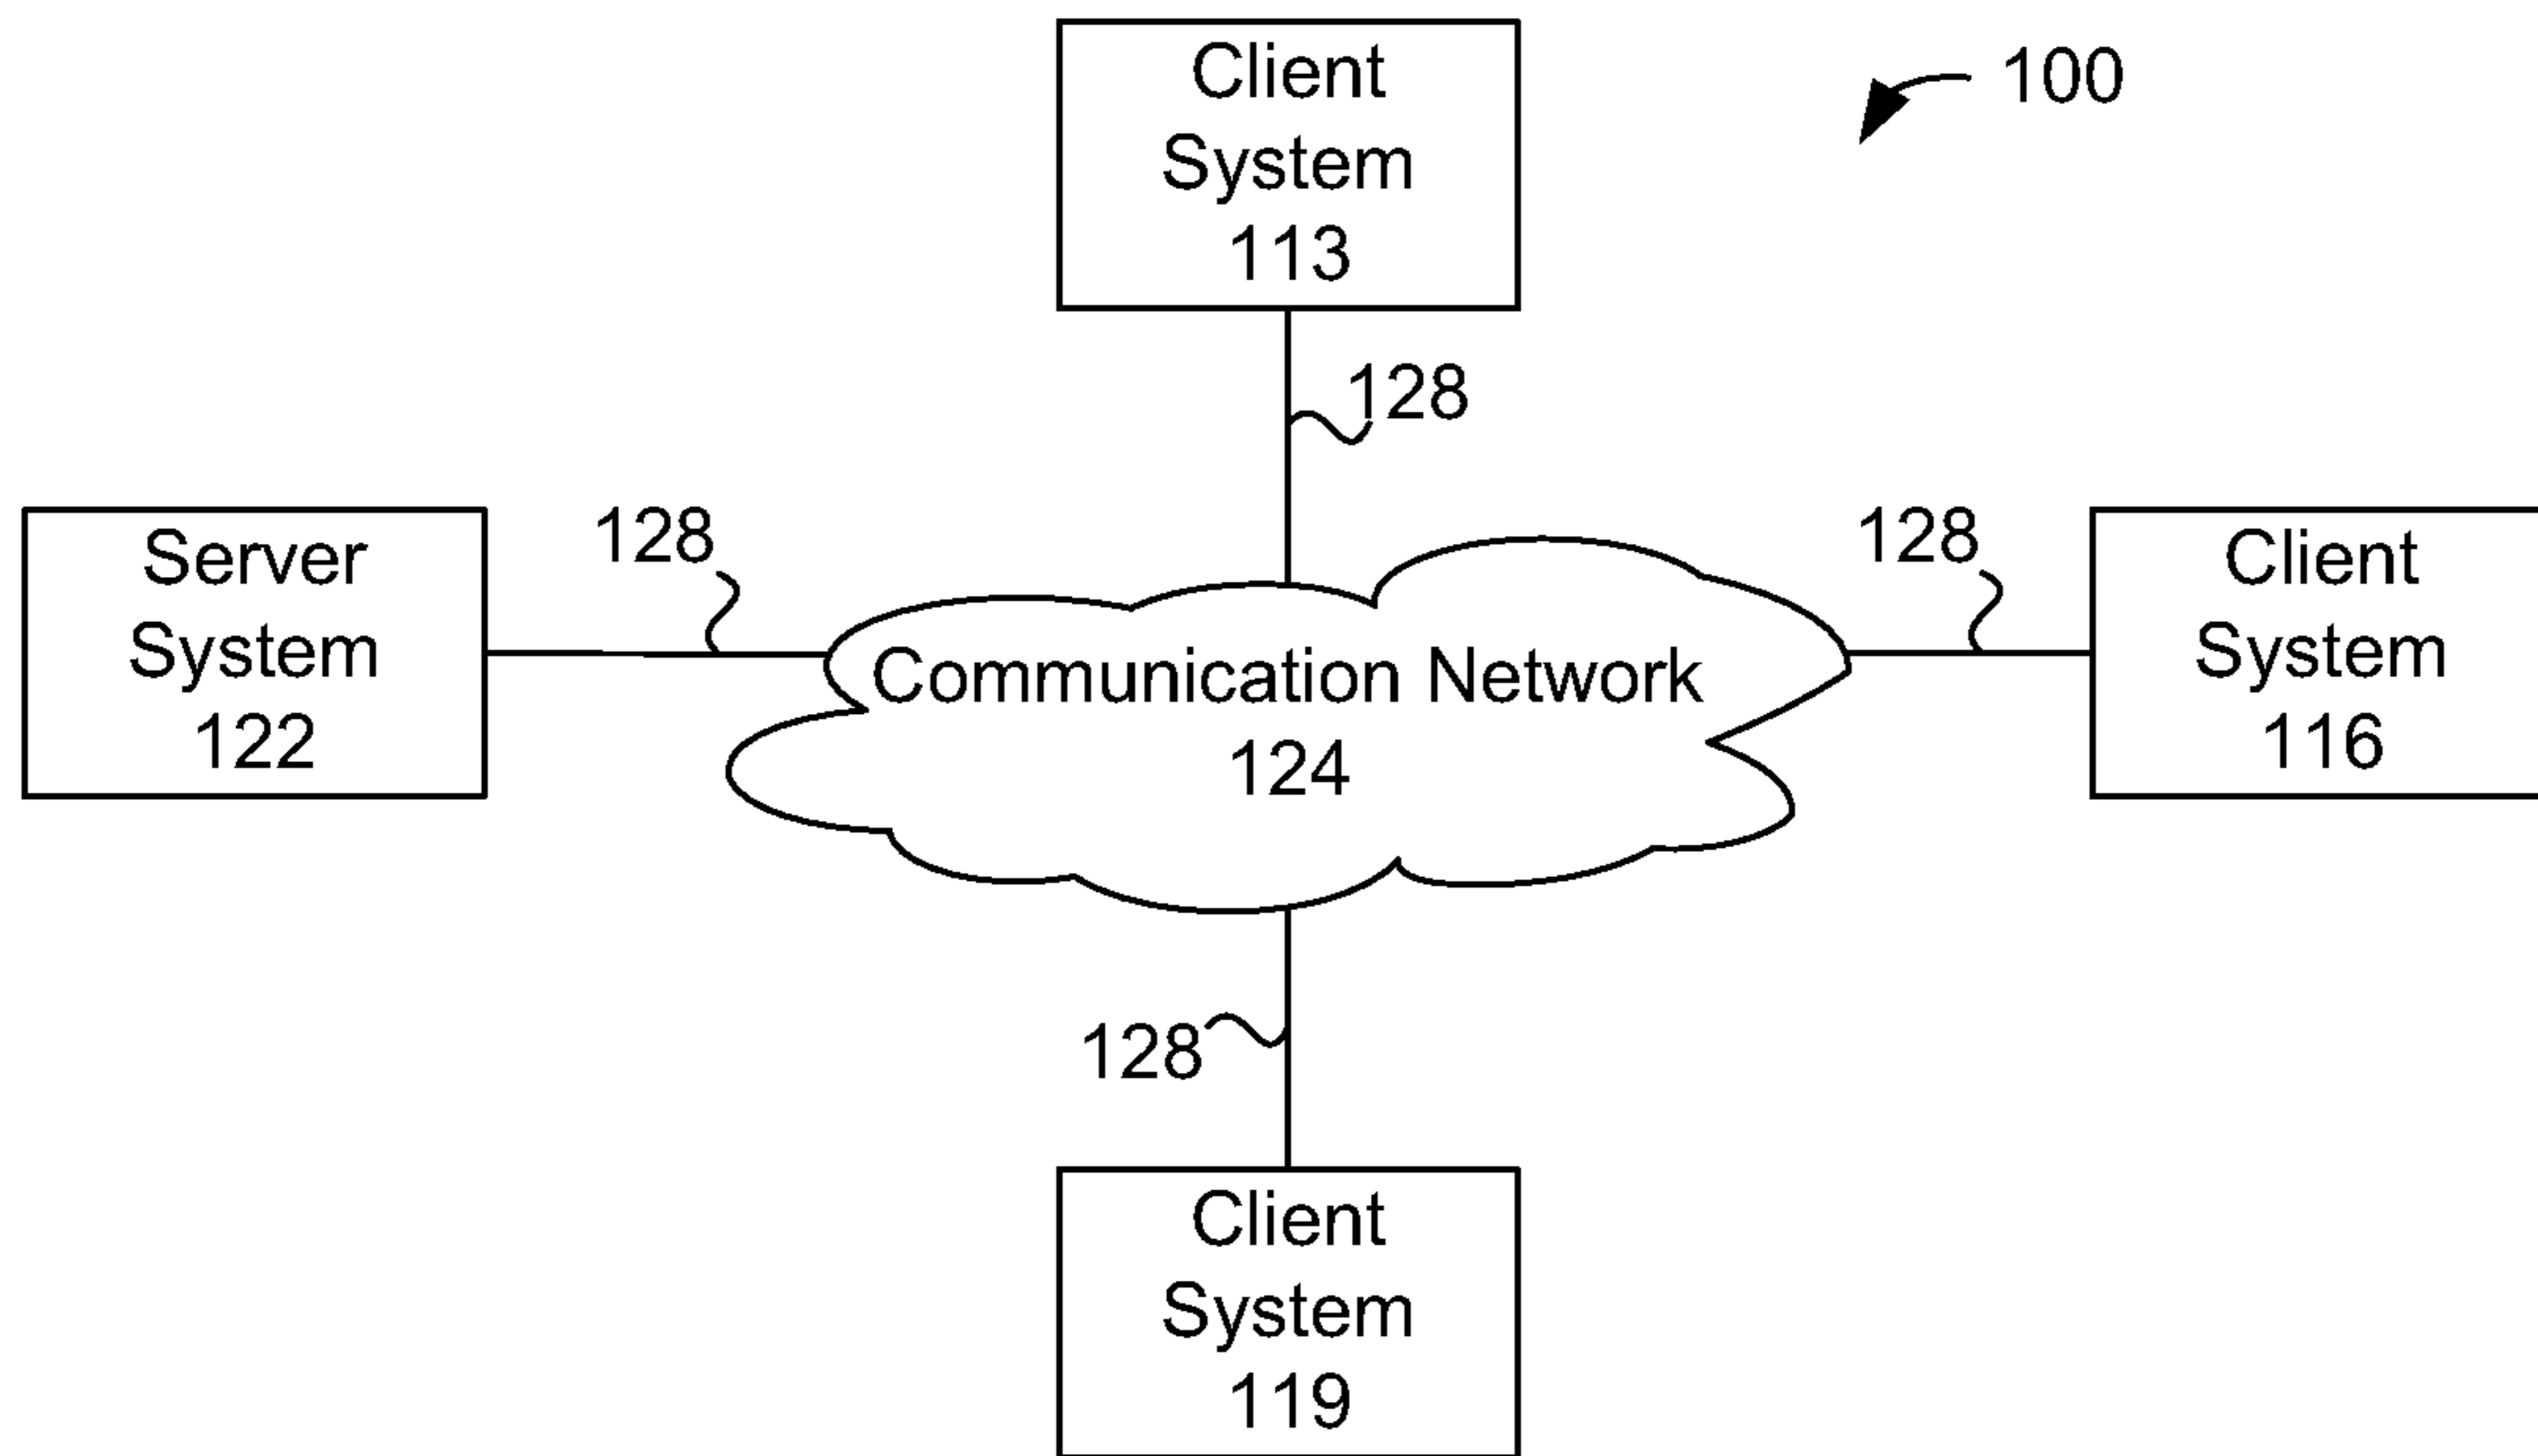 Client
System
113
100
128
Server
System
122
128
128
Client
System
116
Communication Network
124
128
Client
System
119